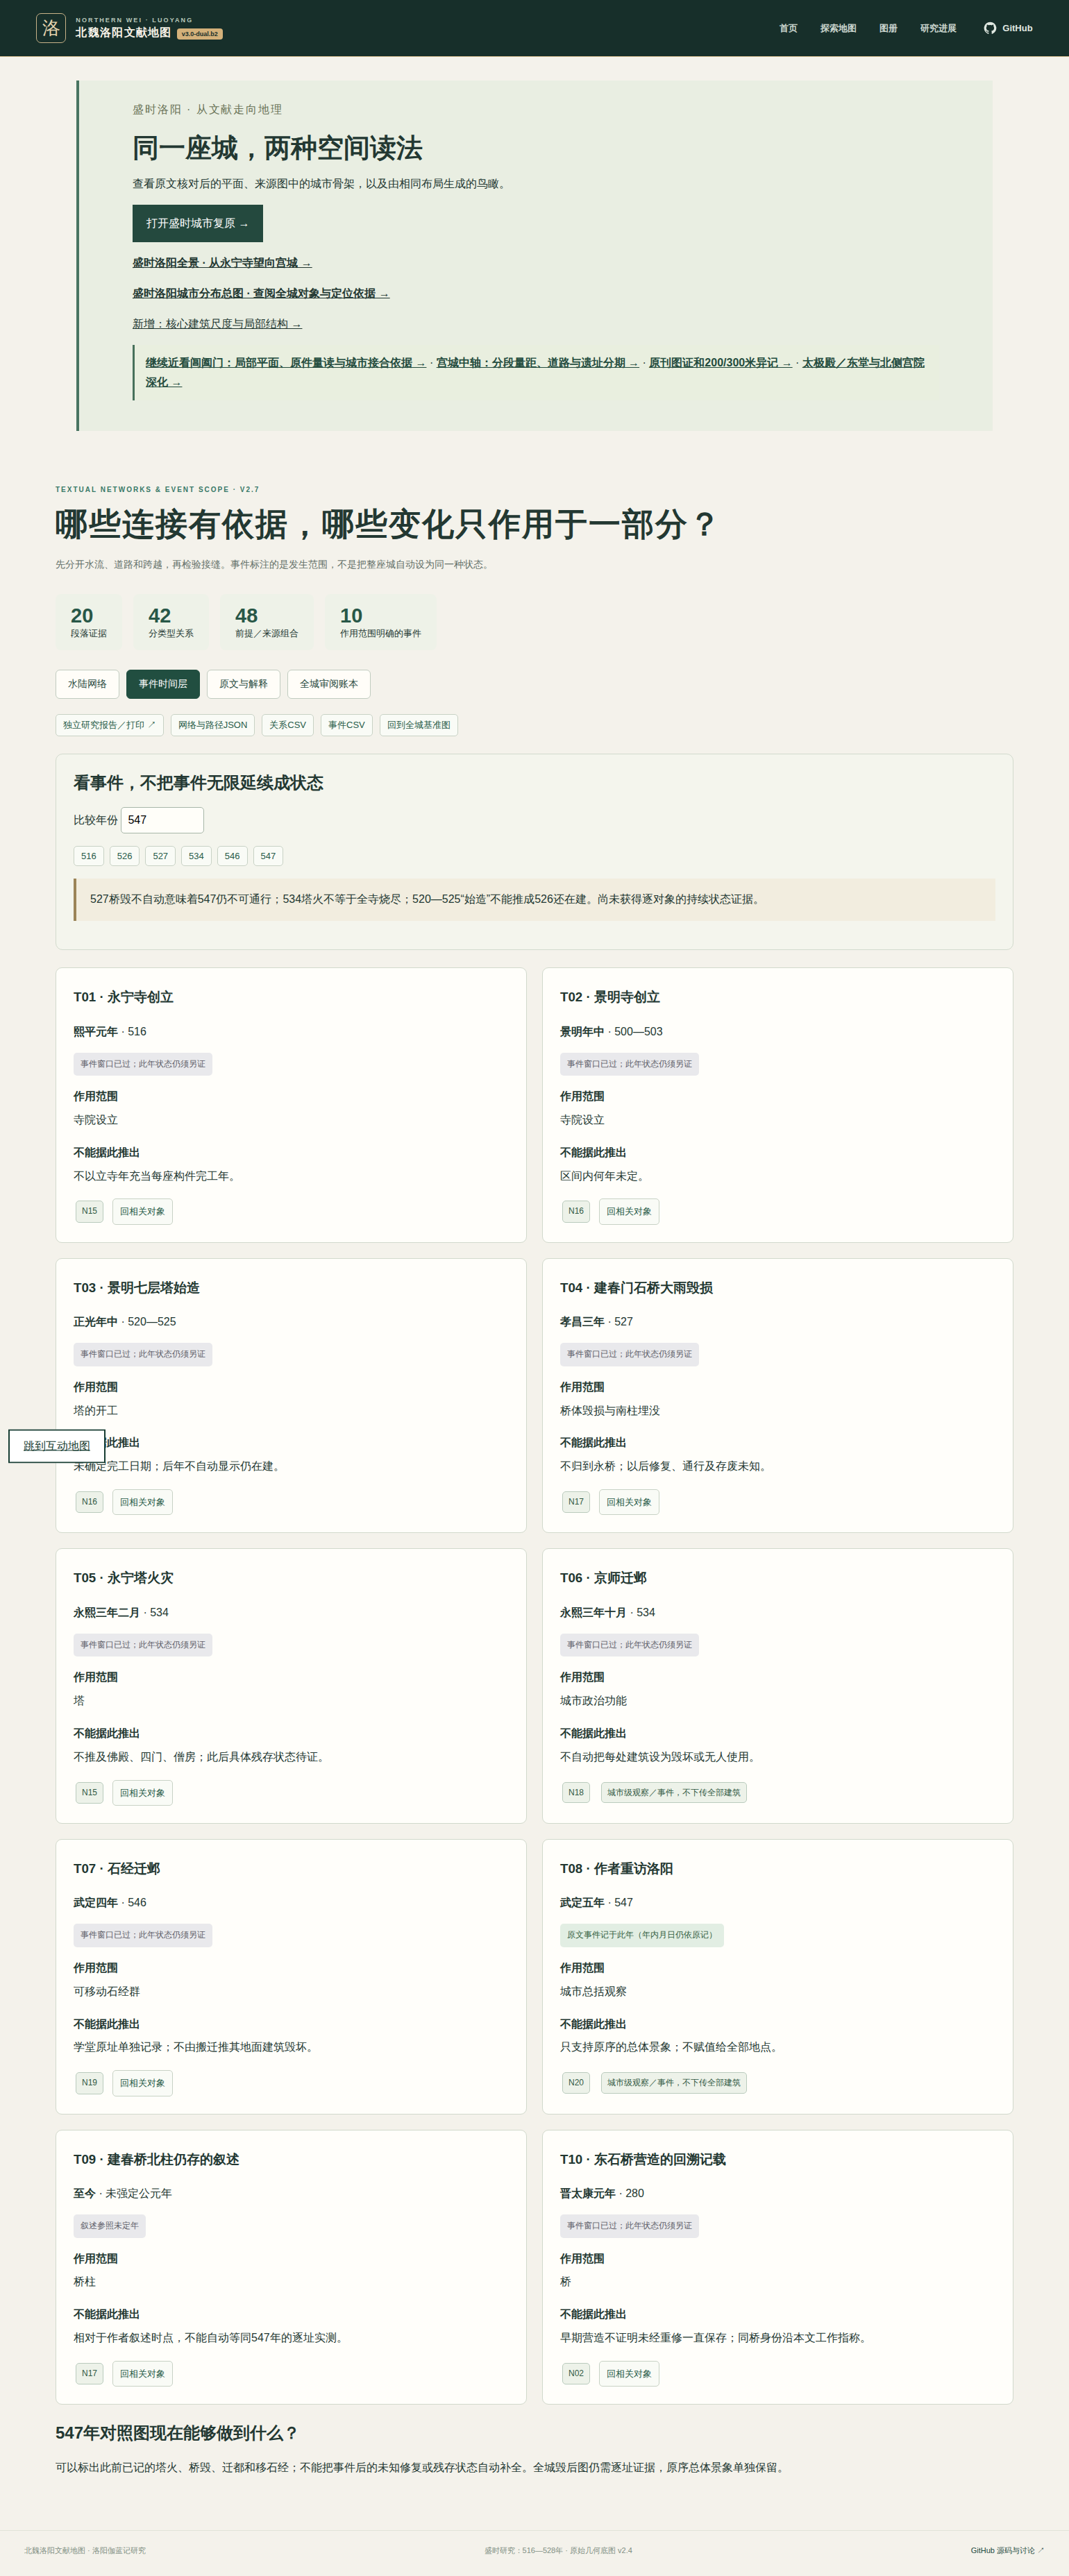 洛
NORTHERN WEI · LUOYANG
北魏洛阳文献地图 v3.0-dual.b2
首页 探索地图 图册 研究进展 GitHub
盛时洛阳 · 从文献走向地理
同一座城，两种空间读法
查看原文核对后的平面、来源图中的城市骨架，以及由相同布局生成的鸟瞰。
打开盛时城市复原 →
盛时洛阳全景 · 从永宁寺望向宫城 →
盛时洛阳城市分布总图 · 查阅全城对象与定位依据 →
新增：核心建筑尺度与局部结构 →
继续近看阊阖门：局部平面、原件量读与城市接合依据 → · 宫城中轴：分段量距、道路与遗址分期 → · 原刊图证和200/300米异记 → · 太极殿／东堂与北侧宫院
深化 →
TEXTUAL NETWORKS & EVENT SCOPE · V2.7
哪些连接有依据，哪些变化只作用于一部分？
先分开水流、道路和跨越，再检验接缝。事件标注的是发生范围，不是把整座城自动设为同一种状态。
20 42 48 10
段落证据 分类型关系 前提／来源组合 作用范围明确的事件
水陆网络 事件时间层 原文与解释 全城审阅账本
独立研究报告／打印 ↗ 网络与路径JSON 关系CSV 事件CSV 回到全城基准图
看事件，不把事件无限延续成状态
比较年份 547
516 526 527 534 546 547
527桥毁不自动意味着547仍不可通行；534塔火不等于全寺烧尽；520—525“始造”不能推成526还在建。尚未获得逐对象的持续状态证据。
T01 · 永宁寺创立
熙平元年 · 516
事件窗口已过；此年状态仍须另证
作用范围
寺院设立
不能据此推出
不以立寺年充当每座构件完工年。
N15 回相关对象
T02 · 景明寺创立
景明年中 · 500—503
事件窗口已过；此年状态仍须另证
作用范围
寺院设立
不能据此推出
区间内何年未定。
N16 回相关对象
T03 · 景明七层塔始造
正光年中 · 520—525
事件窗口已过；此年状态仍须另证
作用范围
塔的开工
跳到互动地图
此推出
未确定完工日期；后年不自动显示仍在建。
N16 回相关对象
T04 · 建春门石桥大雨毁损
孝昌三年 · 527
事件窗口已过；此年状态仍须另证
作用范围
桥体毁损与南柱埋没
不能据此推出
不归到永桥；以后修复、通行及存废未知。
N17 回相关对象
T05 · 永宁塔火灾
永熙三年二月 · 534
事件窗口已过；此年状态仍须另证
作用范围
塔
不能据此推出
不推及佛殿、四门、僧房；此后具体残存状态待证。
N15 回相关对象
T06 · 京师迁邺
永熙三年十月 · 534
事件窗口已过；此年状态仍须另证
作用范围
城市政治功能
不能据此推出
不自动把每处建筑设为毁坏或无人使用。
N18 城市级观察／事件，不下传全部建筑
T07 · 石经迁邺
武定四年 · 546
事件窗口已过；此年状态仍须另证
作用范围
可移动石经群
不能据此推出
学堂原址单独记录；不由搬迁推其地面建筑毁坏。
N19 回相关对象
T08 · 作者重访洛阳
武定五年 · 547
原文事件记于此年（年内月日仍依原记）
作用范围
城市总括观察
不能据此推出
只支持原序的总体景象；不赋值给全部地点。
N20 城市级观察／事件，不下传全部建筑
T09 · 建春桥北柱仍存的叙述
至今 · 未强定公元年
叙述参照未定年
作用范围
桥柱
不能据此推出
相对于作者叙述时点，不能自动等同547年的逐址实测。
N17 回相关对象
T10 · 东石桥营造的回溯记载
晋太康元年 · 280
事件窗口已过；此年状态仍须另证
作用范围
桥
不能据此推出
早期营造不证明未经重修一直保存；同桥身份沿本文工作指称。
N02 回相关对象
547年对照图现在能够做到什么？
可以标出此前已记的塔火、桥毁、迁都和移石经；不能把事件后的未知修复或残存状态自动补全。全城毁后图仍需逐址证据，原序总体景象单独保留。
北魏洛阳文献地图 · 洛阳伽蓝记研究 盛时研究：516—528年 · 原始几何底图 v2.4 GitHub 源码与讨论 ↗